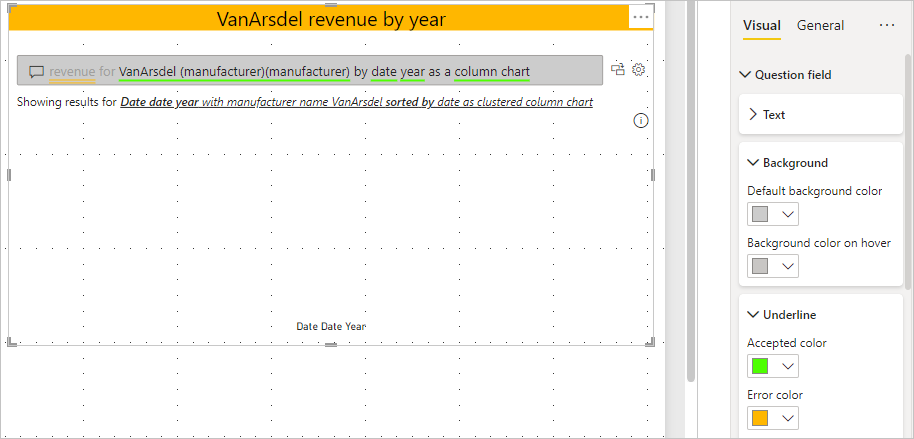 VanArsdel revenue by year
revenue for VanArsdel (manufacturer)(manufacturer) by date year as a column chart
Showing results for Date date year with manufacturer name VanArsdel sorted by date as clustered column chart
Date Date Year
Visual General
Question field
Text
Background
Default background color
Background color on hover
Underline
Accepted color
Error color